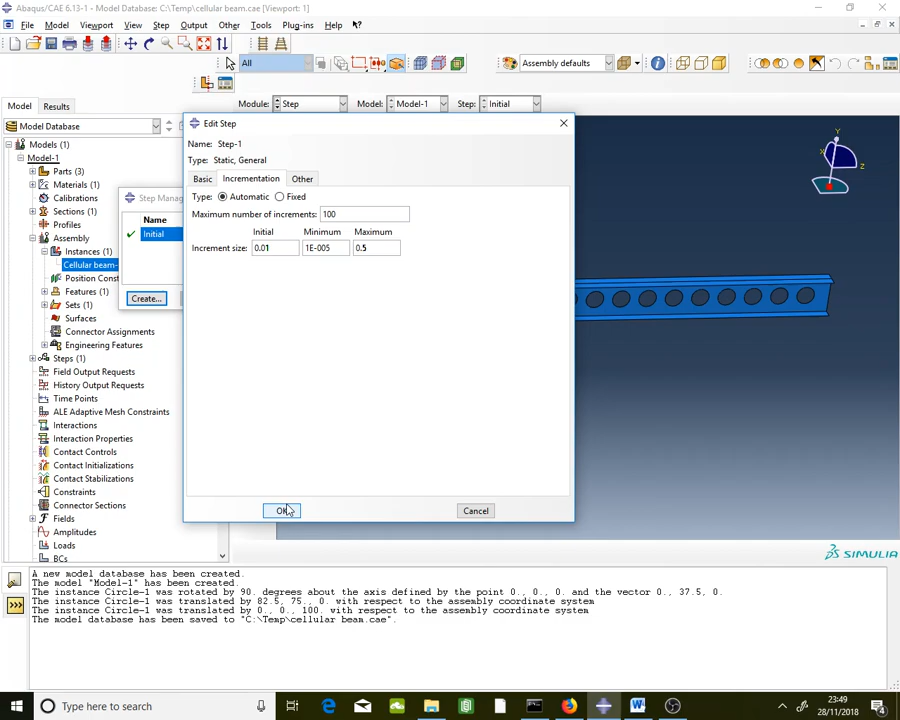 Abaqus/CAE 6.13-1 - Model Database: C:\Temp\cellular beam.cae [Viewport: 1]
File Model Viewport View Step Output Other Tools Plug-ins Help
All Assembly defaults
Model Results Module: Step Model: Model-1 Step: Initial
Model Database
Models (1)
Model-1
Parts (3)
Materials (1)
Calibrations
Sections (1)
Profiles
Assembly
Instances (1)
Cellular beam-
Position Const
Features (1)
Sets (1)
Surfaces
Connector Assignments
Engineering Features
Steps (1)
Field Output Requests
History Output Requests
Time Points
ALE Adaptive Mesh Constraints
Interactions
Interaction Properties
Contact Controls
Contact Initializations
Contact Stabilizations
Constraints
Connector Sections
Fields
Amplitudes
Loads
BCs
Step Manag
Name
Initial
Create...
Edit Step
Name: Step-1
Type: Static, General
Basic Incrementation Other
Type: Automatic Fixed
Maximum number of increments: 100
Initial Minimum Maximum
Increment size: 0.01 1E-005 0.5
OK Cancel
Y
X
Z
SIMULIA
A new model database has been created.
The model "Model-1" has been created.
The instance Circle-1 was rotated by 90. degrees about the axis defined by the point 0., 0., 0. and the vector 0., 37.5, 0.
The instance Circle-1 was translated by 82.5, 75., 0. with respect to the assembly coordinate system
The instance Circle-1 was translated by 0., 0., 100. with respect to the assembly coordinate system
The model database has been saved to "C:\Temp\cellular beam.cae".
Type here to search
23:49
28/11/2018
4